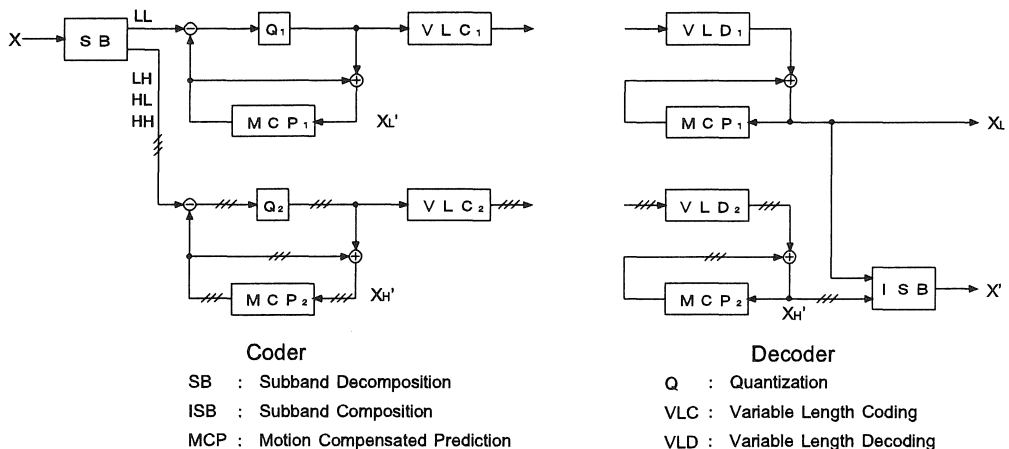 X
S B
LL
Q₁
V L C₁
LH
HL
HH
M C P₁
XL'
Q₂
V L C₂
M C P₂
XH'
V L D₁
M C P₁
XL
V L D₂
M C P₂
XH'
I S B
X'
Coder
SB : Subband Decomposition
ISB : Subband Composition
MCP : Motion Compensated Prediction
Decoder
Q : Quantization
VLC : Variable Length Coding
VLD : Variable Length Decoding